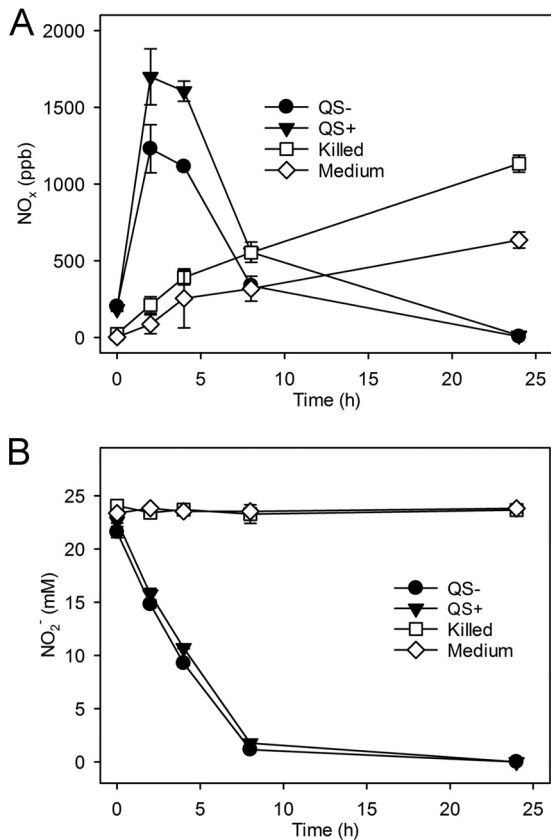 A
2000
1500
1000
500
0
NOₓ (ppb)
QS-
QS+
Killed
Medium
0 5 10 15 20 25
Time (h)
B
25
20
15
10
5
0
NO₂⁻ (mM)
QS-
QS+
Killed
Medium
0 5 10 15 20 25
Time (h)